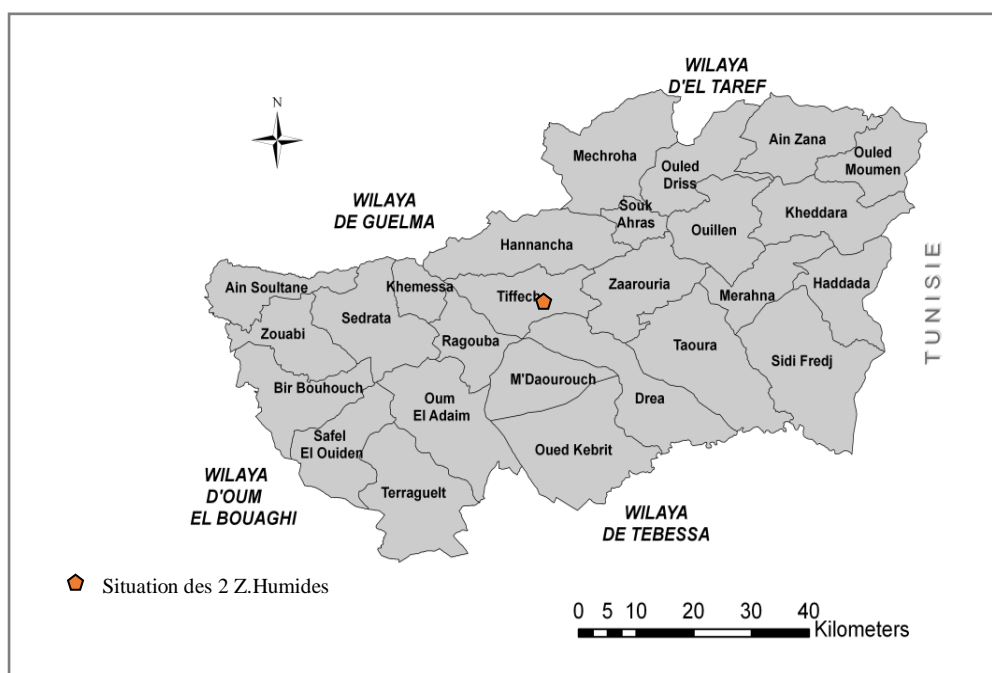 WILAYA
D'EL TAREF
N
Ain Zana
Mechroha
Ouled
Moumen
Ouled
Driss
WILAYA
DE GUELMA
Souk
Ahras
Kheddara
Ouillen
Hannancha
TUNISIE
Ain Soultane
Khemessa
Tiffech
Zaarouria
Merahna
Haddada
Sedrata
Zouabi
Ragouba
Taoura
Sidi Fredj
Bir Bouhouch
M'Daourouch
Oum
El Adaim
Drea
Safel
El Ouiden
Oued Kebrit
WILAYA
D'OUM
EL BOUAGHI
Terraguelt
WILAYA
DE TEBESSA
Situation des 2 Z.Humides
0 5 10 20 30 40
Kilometers